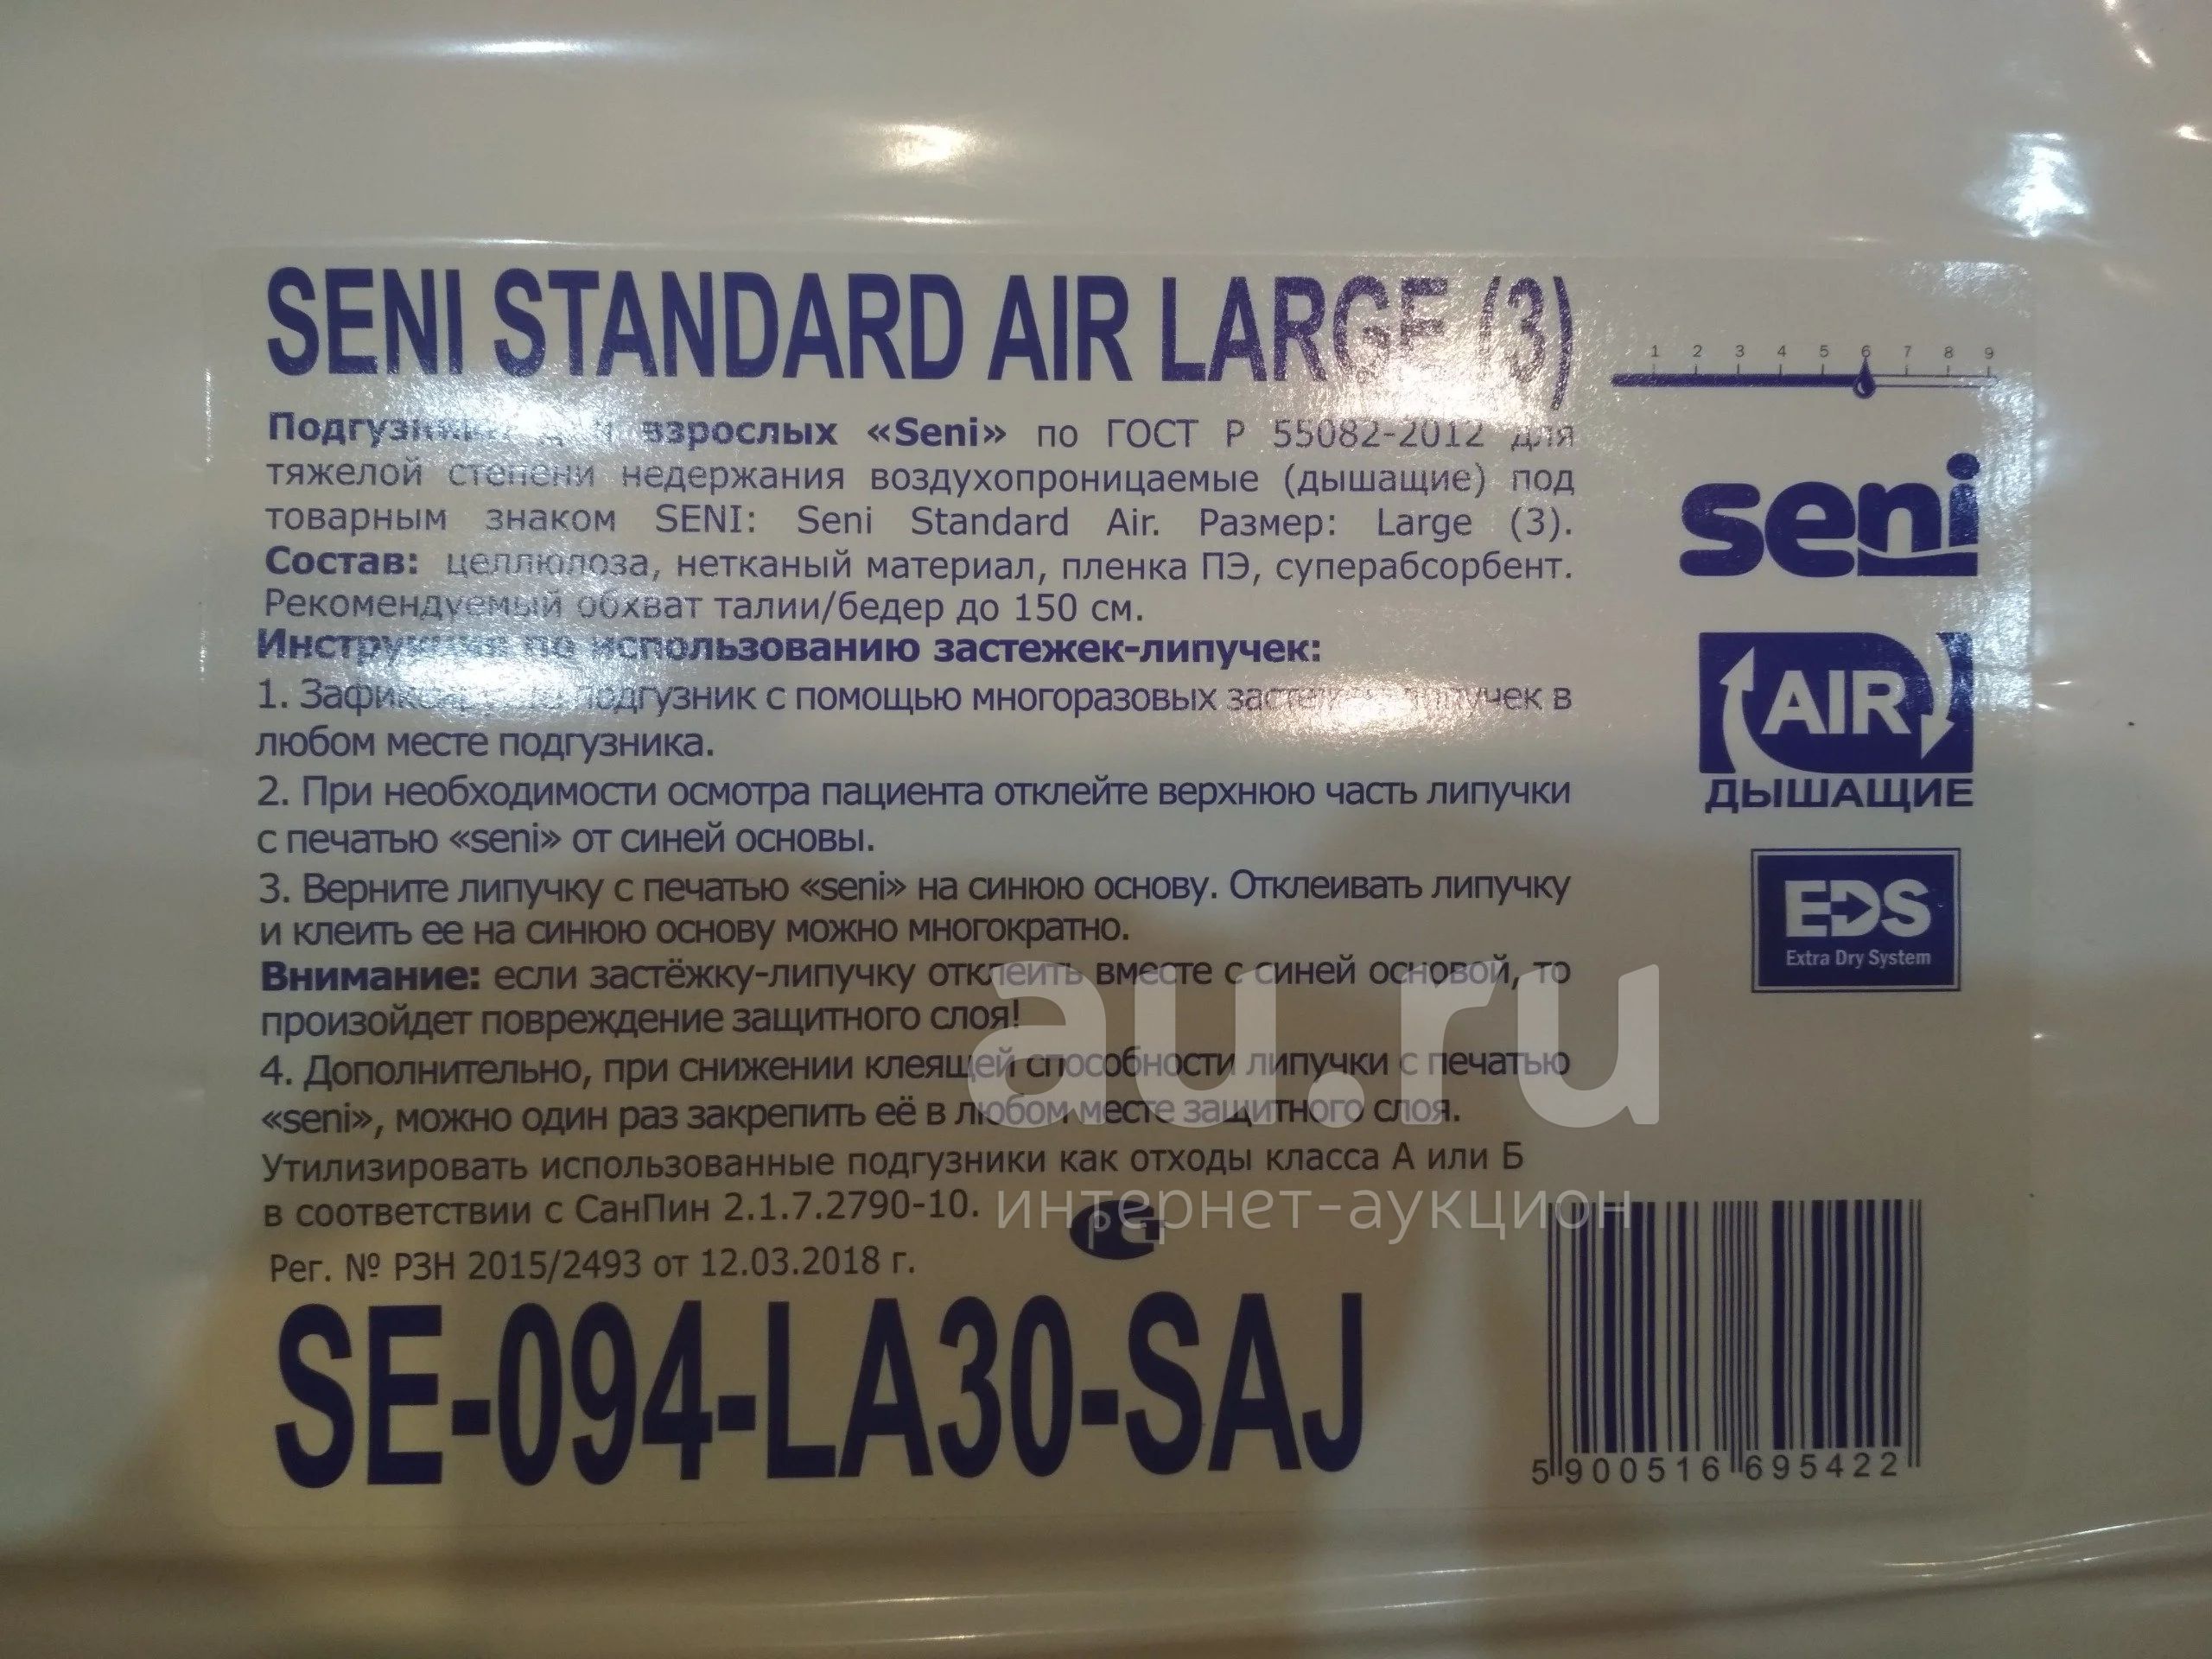 SENI STANDARD AIR LARGE (3)
1 2 3 4 5 6 7 8 9
взрослых «Seni» по ГОСТ Р 55082-2012 для
тяжелой степени недержания воздухопроницаемые (дышащие) под
товарным знаком SENI: Seni Standard Air. Размер: Large (3).
Состав: целлюлоза, нетканый материал, пленка ПЭ, суперабсорбент.
Рекомендуемый обхват талии/бедер до 150 см.
Инструкция по использованию застежек-липучек:
1. подгузник с помощью многоразовых застежек-липучек в
любом месте подгузника.
2. При необходимости осмотра пациента отклейте верхнюю часть липучки
с печатью «seni» от синей основы.
3. Верните липучку с печатью «seni» на синюю основу. Отклеивать липучку
и клеить ее на синюю основу можно многократно.
Внимание: если застёжку-липучку отклеить вместе с синей основой, то
произойдет повреждение защитного слоя!
4. Дополнительно, при снижении клеящей способности липучки с печатью
«seni», можно один раз закрепить её в любом месте защитного слоя.
Утилизировать использованные подгузники как отходы класса А или Б
в соответствии с СанПин 2.1.7.2790-10.
Рег. № РЗН 2015/2493 от 12.03.2018 г.
SE-094-LA30-SAJ
seni
AIR
ДЫШАЩИЕ
EDS
Extra Dry System
5 900516 695422
au.ru
интернет-аукцион